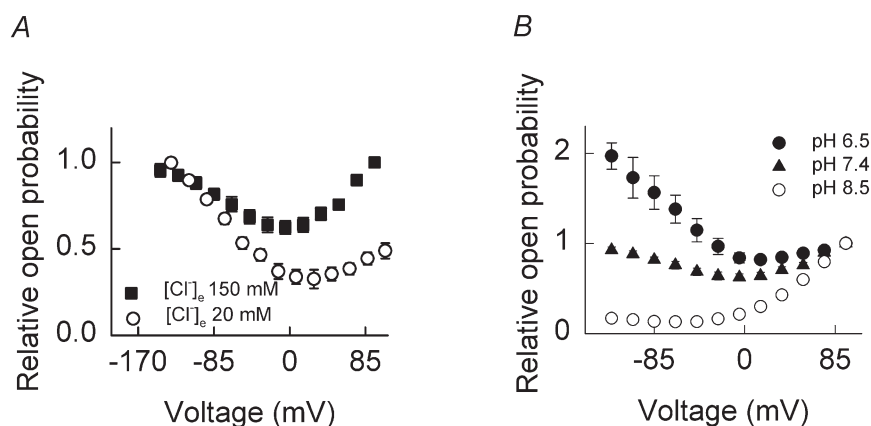 A
Relative open probability
1.0
0.5
0.0
[Cl⁻]ₑ 150 mM
[Cl⁻]ₑ 20 mM
-170 -85 0 85
Voltage (mV)
B
Relative open probability
2
1
0
pH 6.5
pH 7.4
pH 8.5
-85 0 85
Voltage (mV)